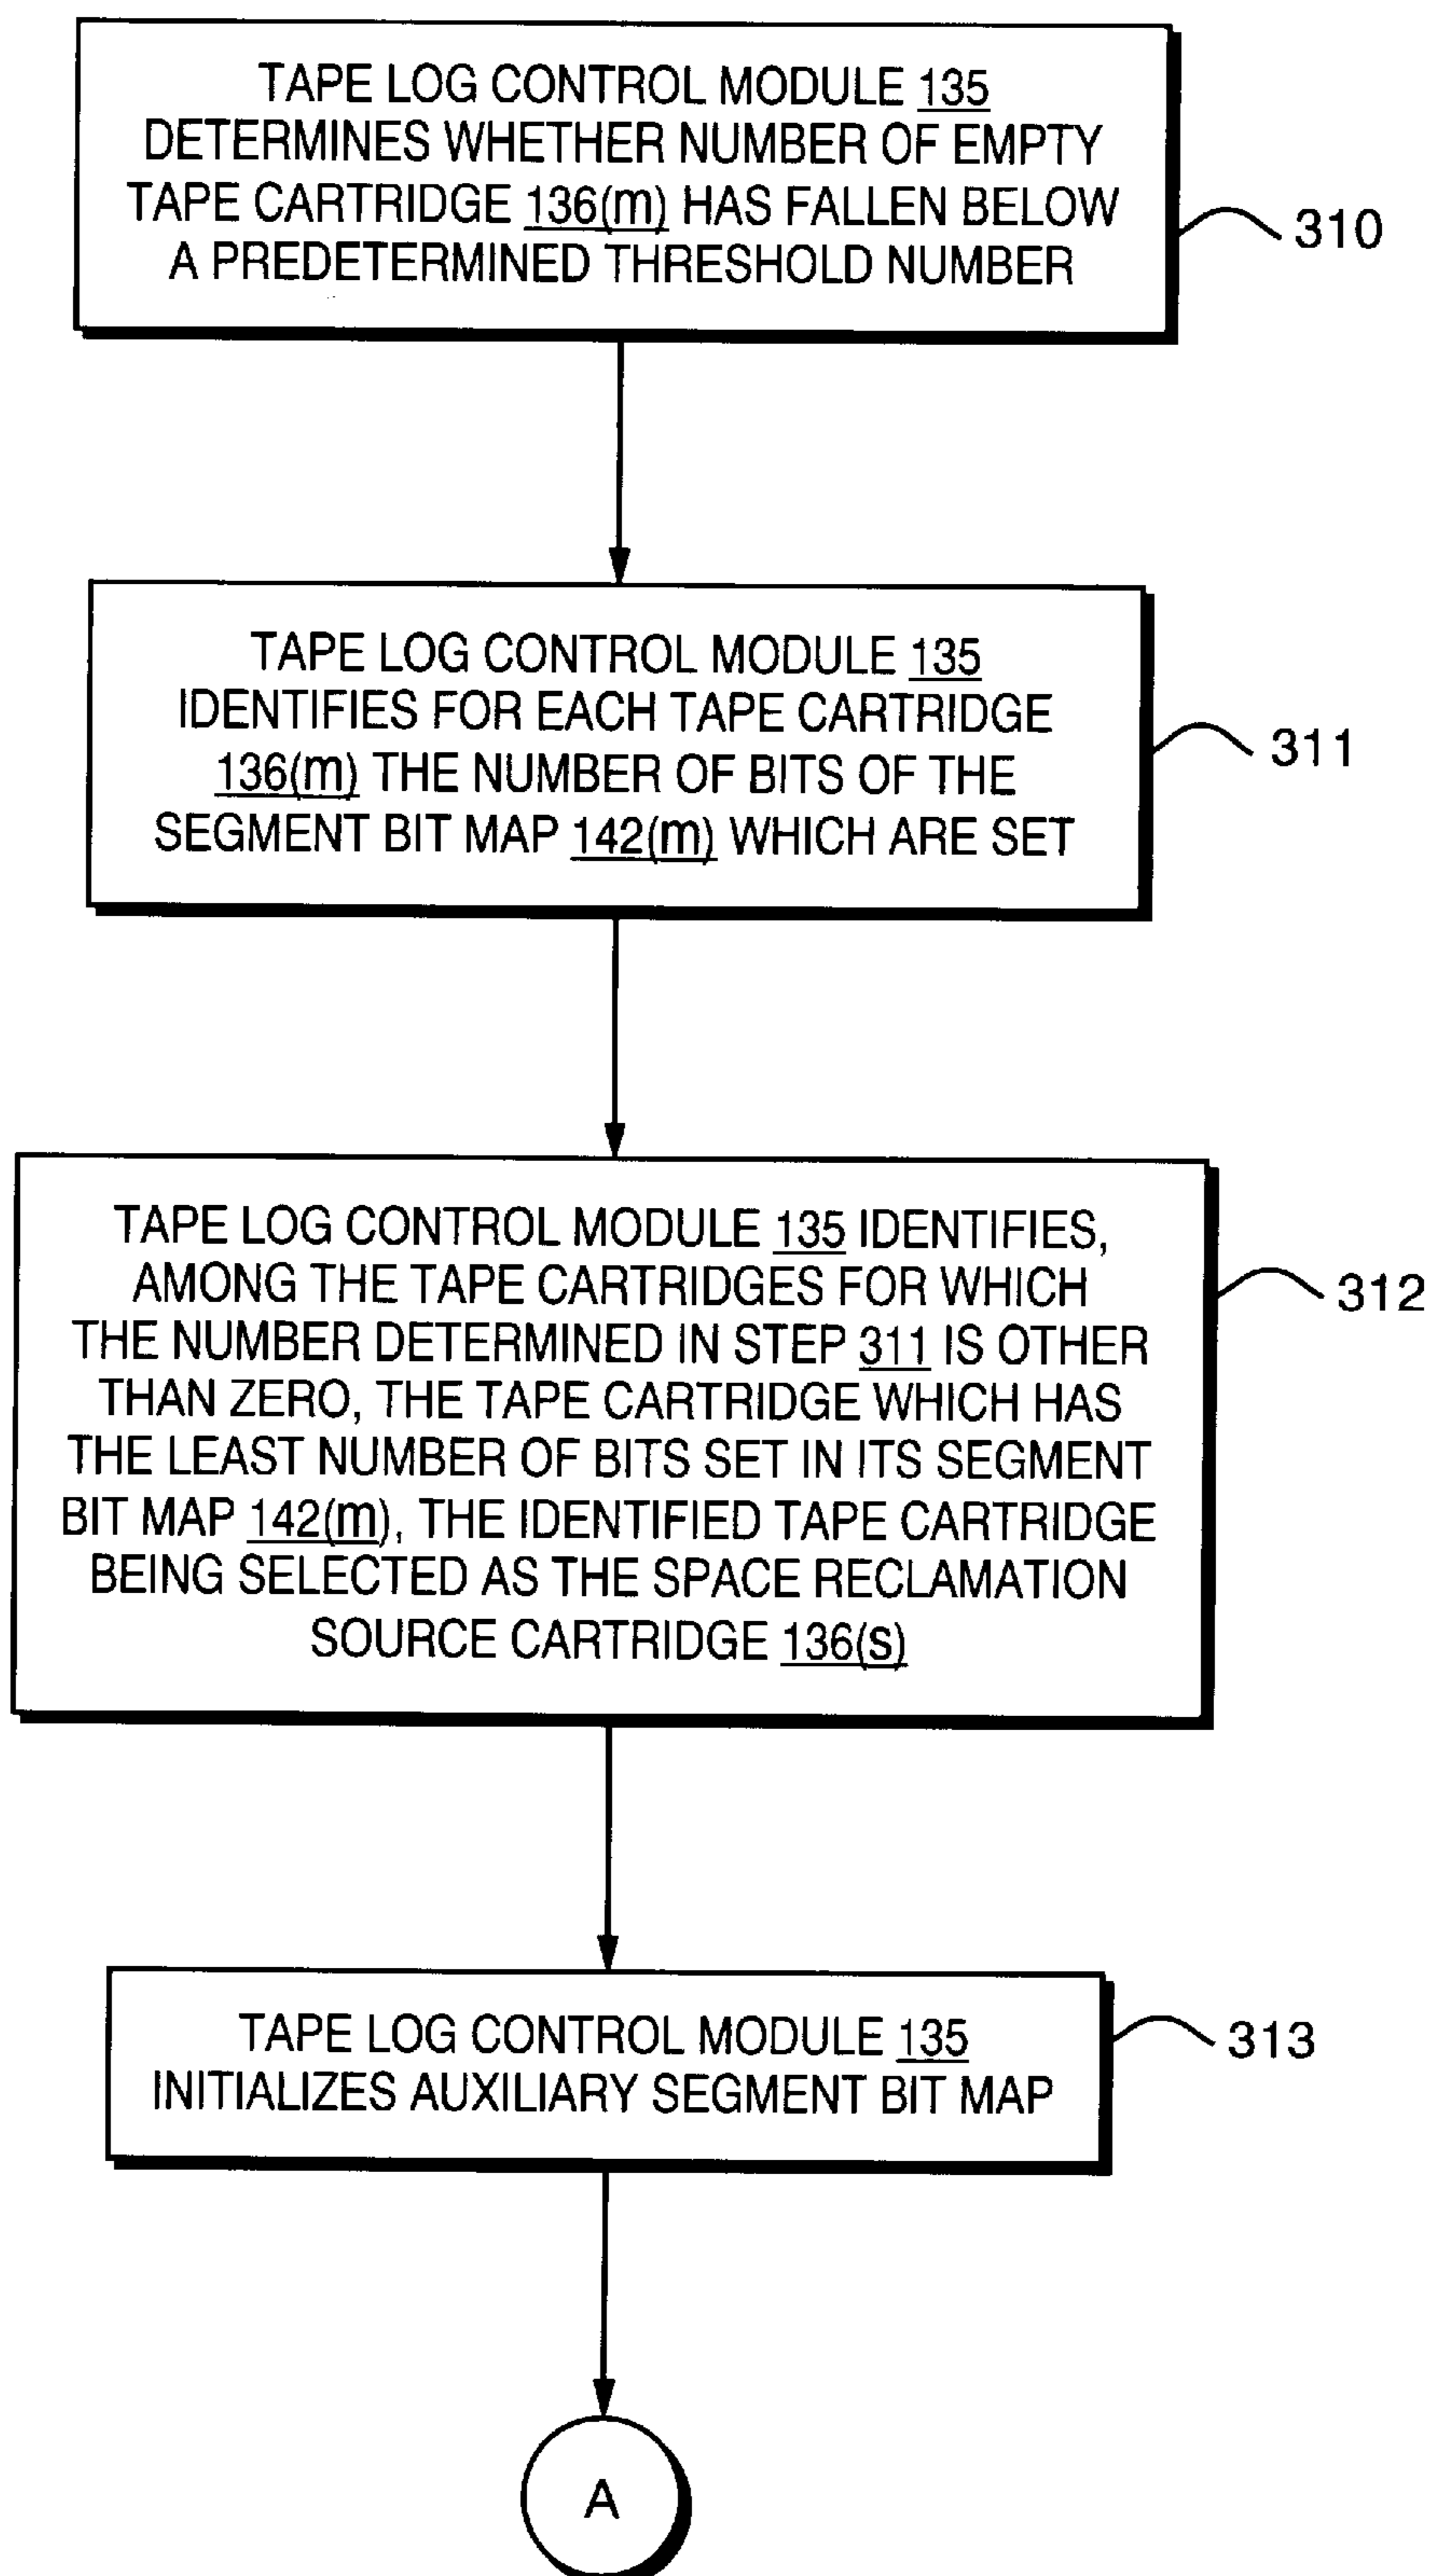 TAPE LOG CONTROL MODULE 135
DETERMINES WHETHER NUMBER OF EMPTY
TAPE CARTRIDGE 136(m) HAS FALLEN BELOW
A PREDETERMINED THRESHOLD NUMBER
310
TAPE LOG CONTROL MODULE 135
IDENTIFIES FOR EACH TAPE CARTRIDGE
136(m) THE NUMBER OF BITS OF THE
SEGMENT BIT MAP 142(m) WHICH ARE SET
311
TAPE LOG CONTROL MODULE 135 IDENTIFIES,
AMONG THE TAPE CARTRIDGES FOR WHICH
THE NUMBER DETERMINED IN STEP 311 IS OTHER
THAN ZERO, THE TAPE CARTRIDGE WHICH HAS
THE LEAST NUMBER OF BITS SET IN ITS SEGMENT
BIT MAP 142(m), THE IDENTIFIED TAPE CARTRIDGE
BEING SELECTED AS THE SPACE RECLAMATION
SOURCE CARTRIDGE 136(s)
312
TAPE LOG CONTROL MODULE 135
INITIALIZES AUXILIARY SEGMENT BIT MAP
313
A